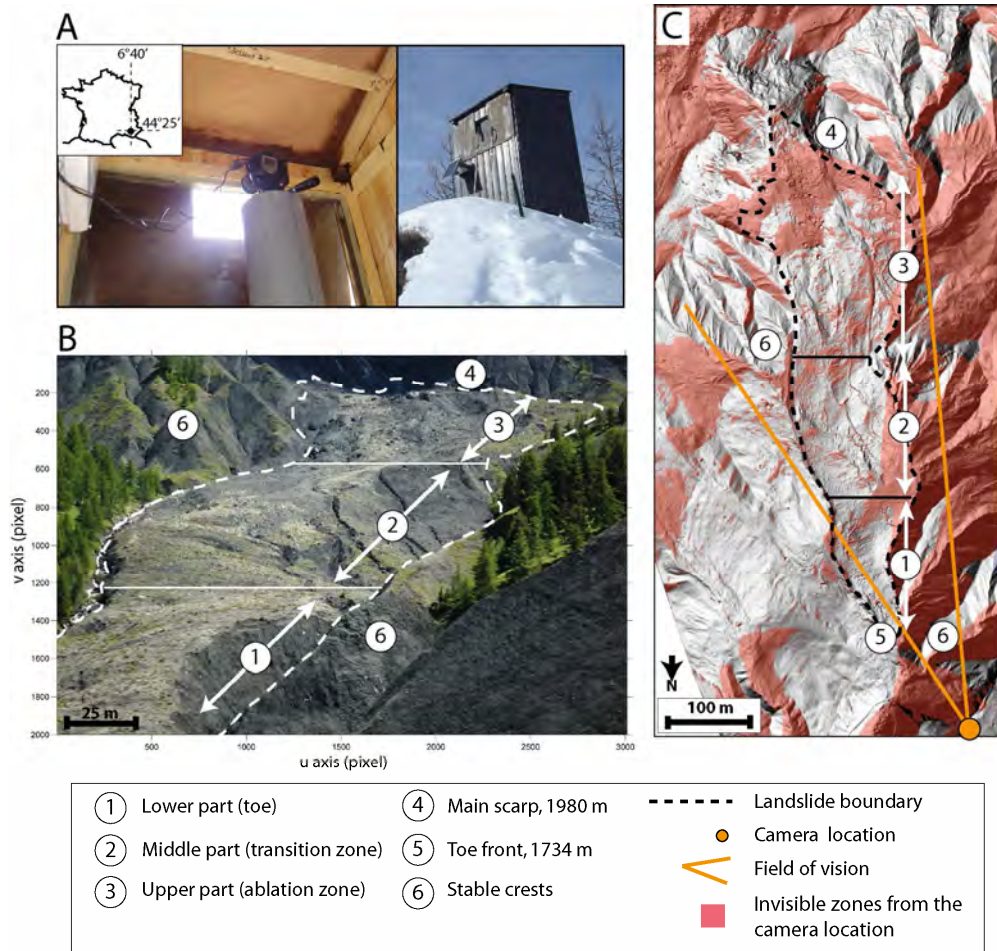 A
6°40'
44°25'
B
4
6
3
2
1
6
200
400
600
800
1000
1200
1400
1600
1800
2000
v axis (pixel)
25 m
500
1000
1500
2000
2500
3000
u axis (pixel)
C
4
3
6
2
1
5
6
N
100 m
1 Lower part (toe)
2 Middle part (transition zone)
3 Upper part (ablation zone)
4 Main scarp, 1980 m
5 Toe front, 1734 m
6 Stable crests
Landslide boundary
Camera location
Field of vision
Invisible zones from the
camera location